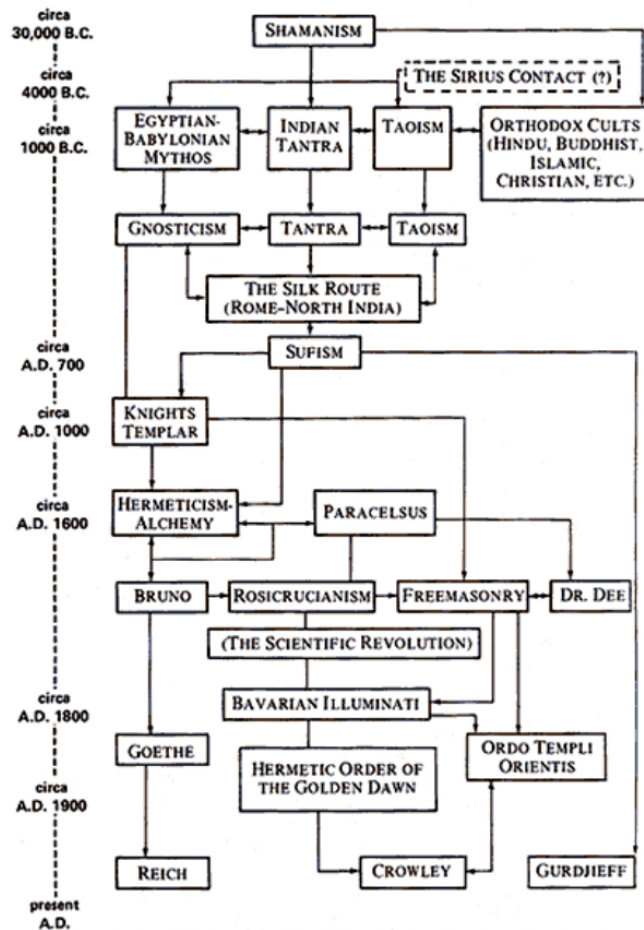 circa
30,000 B.C.
SHAMANISM
circa
4000 B.C.
THE SIRIUS CONTACT (?)
circa
1000 B.C.
EGYPTIAN-
BABYLONIAN
MYTHOS
INDIAN
TANTRA
TAOISM
ORTHODOX CULTS
(HINDU, BUDDHIST,
ISLAMIC,
CHRISTIAN, ETC.)
GNOSTICISM
TANTRA
TAOISM
THE SILK ROUTE
(ROME-NORTH INDIA)
circa
A.D. 700
SUFISM
circa
A.D. 1000
KNIGHTS
TEMPLAR
circa
A.D. 1600
HERMETICISM-
ALCHEMY
PARACELSUS
BRUNO
ROSICRUCIANISM
FREEMASONRY
DR. DEE
(THE SCIENTIFIC REVOLUTION)
circa
A.D. 1800
BAVARIAN ILLUMINATI
GOETHE
HERMETIC ORDER OF
THE GOLDEN DAWN
ORDO TEMPLI
ORIENTIS
circa
A.D. 1900
REICH
CROWLEY
GURDJIEFF
present
A.D.